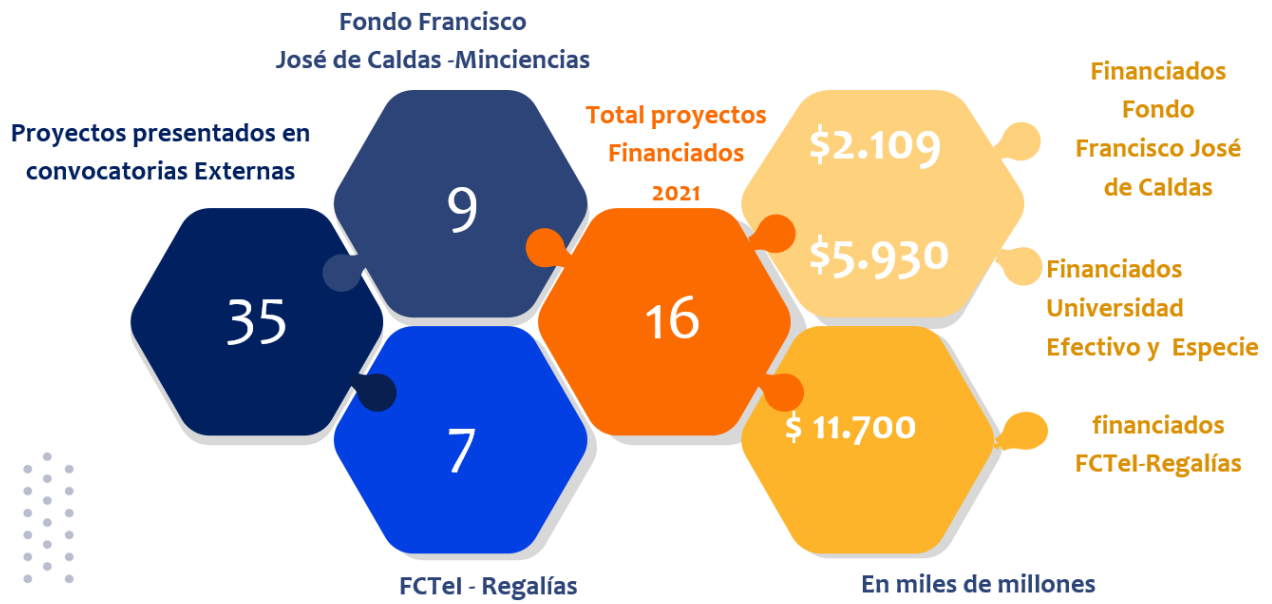 Fondo Francisco
José de Caldas -Minciencias
Proyectos presentados en
convocatorias Externas
35
9
7
FCTeI - Regalías
Total proyectos
Financiados
2021
16
$2.109
$5.930
$ 11.700
Financiados
Fondo
Francisco José
de Caldas
Financiados
Universidad
Efectivo y Especie
financiados
FCTeI-Regalías
En miles de millones